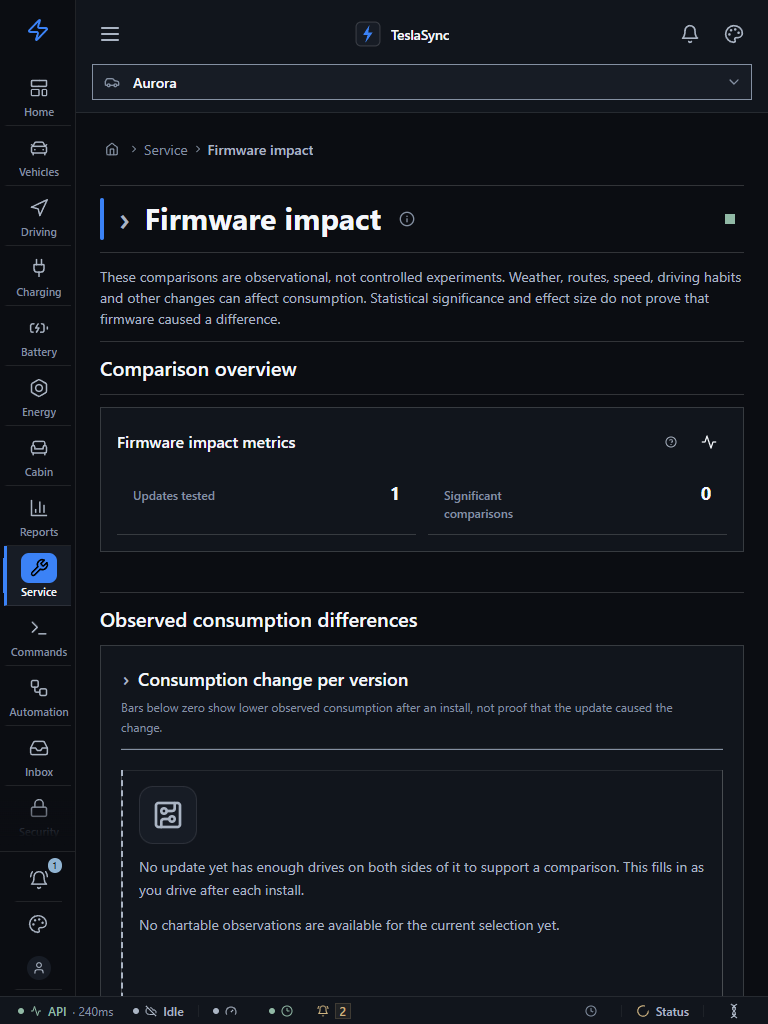 TeslaSync
Aurora
Home
Vehicles
Driving
Charging
Battery
Energy
Cabin
Reports
Service
Commands
Automation
Inbox
Security
1
Service
Firmware impact
Firmware impact
These comparisons are observational, not controlled experiments. Weather, routes, speed, driving habits
and other changes can affect consumption. Statistical significance and effect size do not prove that
firmware caused a difference.
Comparison overview
Firmware impact metrics
Updates tested
1
Significant
comparisons
0
Observed consumption differences
Consumption change per version
Bars below zero show lower observed consumption after an install, not proof that the update caused the
change.
No update yet has enough drives on both sides of it to support a comparison. This fills in as
you drive after each install.
No chartable observations are available for the current selection yet.
API · 240ms
Idle
2
Status